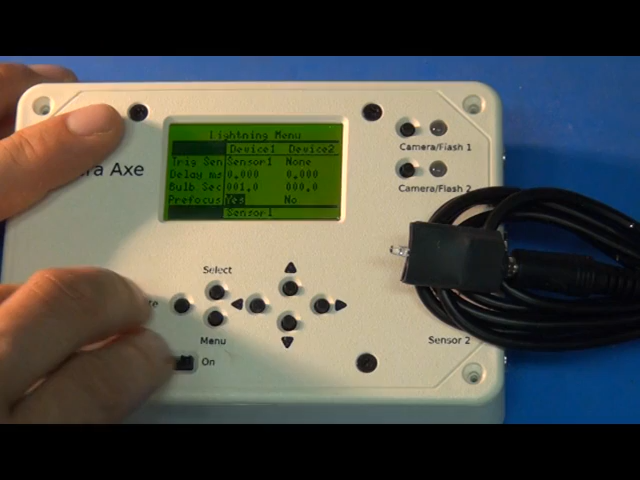 Lightning Menu
Device1 Device2
Trig Sen Sensor1 None
Delay ms 0.000 0.000
Bulb Sec 001.0 000.0
Prefocus Yes No
Sensor1
Axe
Camera/Flash 1
Camera/Flash 2
Select
Menu
On
Sensor 2